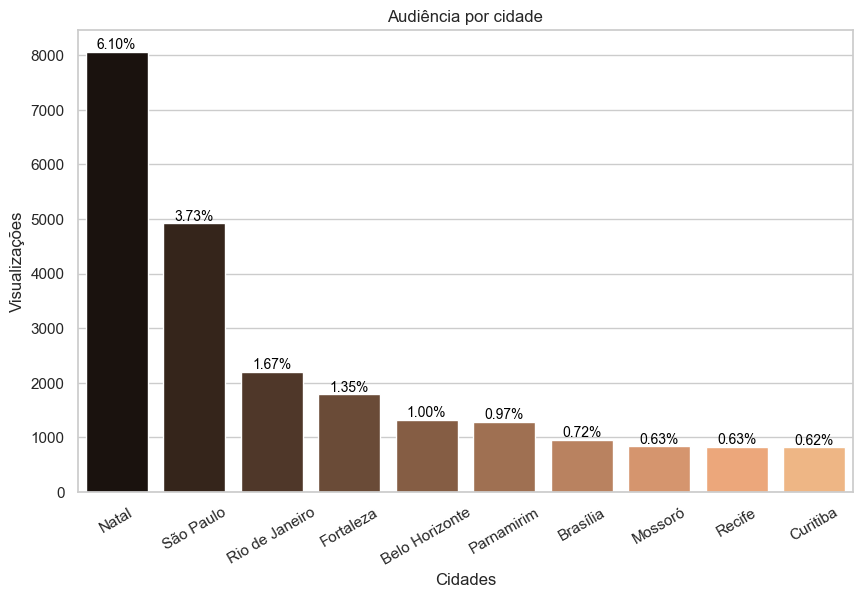 Audiência por cidade
Visualizações
8000
7000
6000
5000
4000
3000
2000
1000
0
6.10%
3.73%
1.67%
1.35%
1.00%
0.97%
0.72%
0.63%
0.63%
0.62%
Natal
São Paulo
Rio de Janeiro
Fortaleza
Belo Horizonte
Parnamirim
Brasília
Mossoró
Recife
Curitiba
Cidades